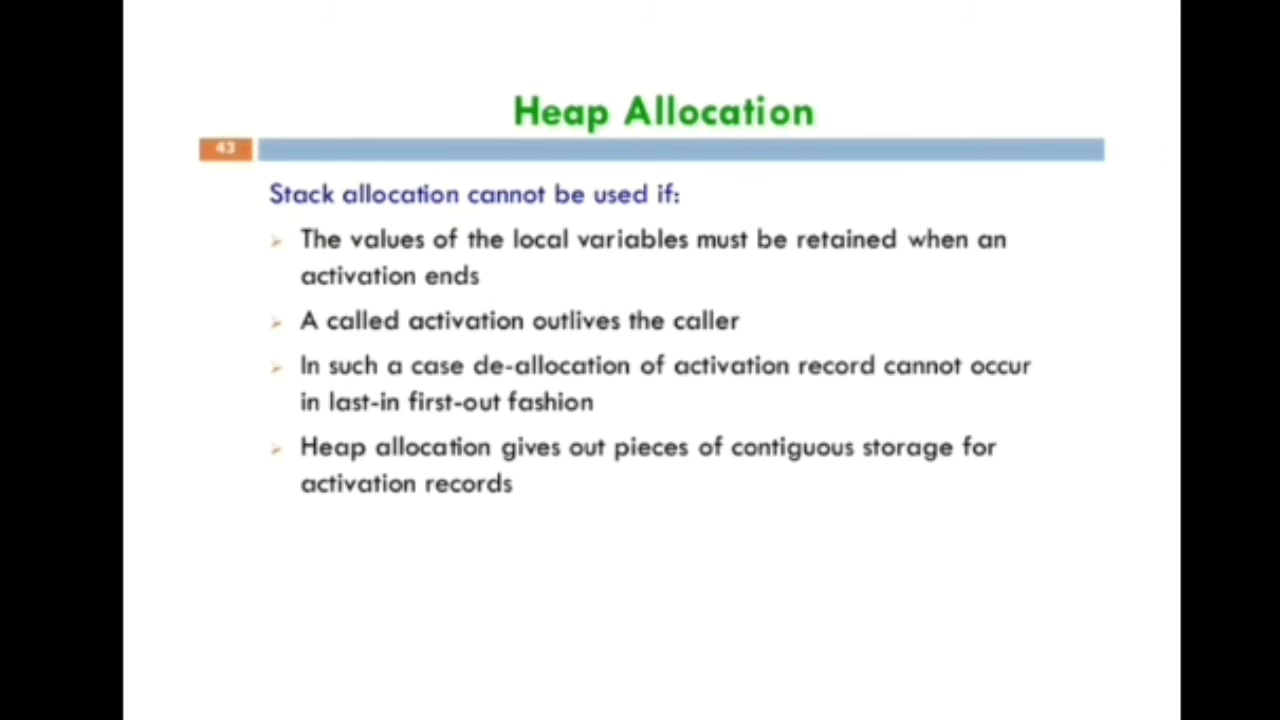 Heap Allocation
43
Stack allocation cannot be used if:
The values of the local variables must be retained when an
activation ends
A called activation outlives the caller
In such a case de-allocation of activation record cannot occur
in last-in first-out fashion
Heap allocation gives out pieces of contiguous storage for
activation records